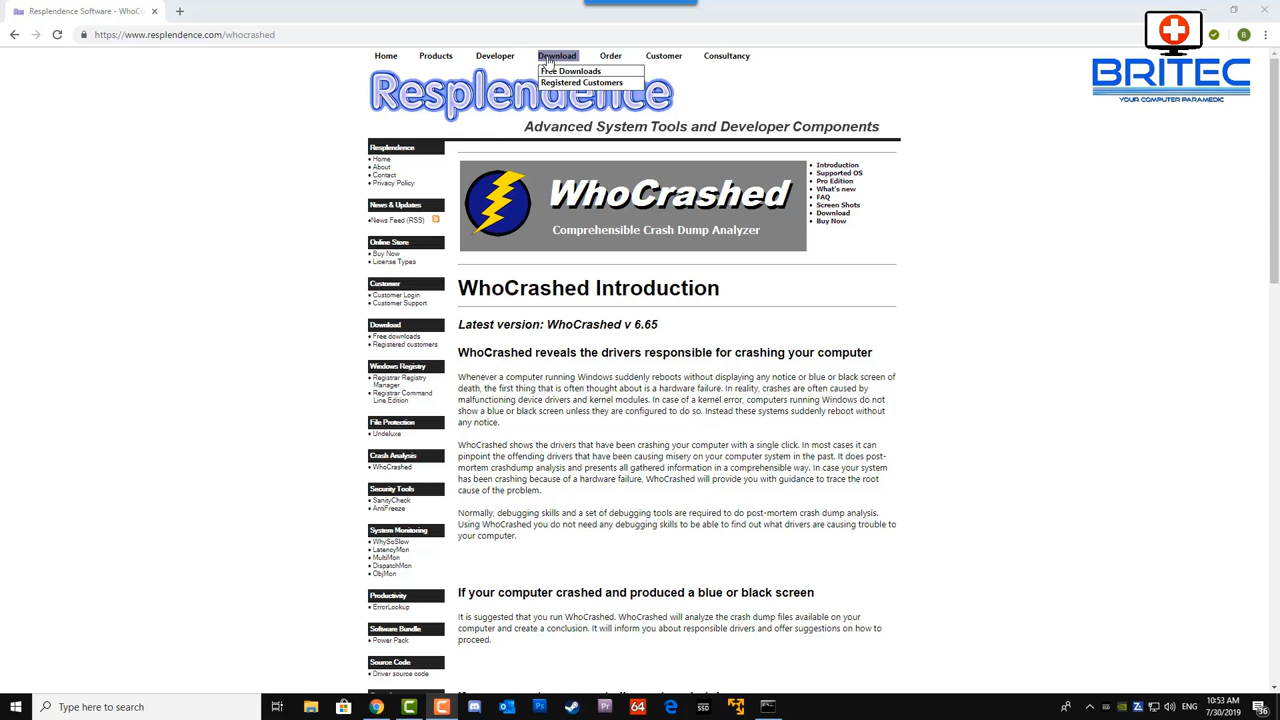 Resplendence Software - WhoCr
https://www.resplendence.com/whocrashed
B
BRITEC
YOUR COMPUTER PARAMEDIC
Home Products Developer Download Order Customer Consultancy
Free Downloads
Registered Customers
Resplendence
Advanced System Tools and Developer Components
Resplendence
• Home
• About
• Contact
• Privacy Policy
News & Updates
•News Feed (RSS)
Online Store
• Buy Now
• License Types
Customer
• Customer Login
• Customer Support
Download
• Free downloads
• Registered customers
Windows Registry
• Registrar Registry
Manager
• Registrar Command
Line Edition
File Protection
• Undeluxe
Crash Analysis
• WhoCrashed
Security Tools
• SanityCheck
• AntiFreeze
System Monitoring
• WhySoSlow
• LatencyMon
• MultiMon
• DispatchMon
• ObjMon
Productivity
• ErrorLookup
Software Bundle
• Power Pack
Source Code
• Driver source code
WhoCrashed
Comprehensive Crash Dump Analyzer
• Introduction
• Supported OS
• Pro Edition
• What's new
• FAQ
• Screen Shots
• Download
• Buy Now
WhoCrashed Introduction
Latest version: WhoCrashed v 6.65
WhoCrashed reveals the drivers responsible for crashing your computer
Whenever a computer running Windows suddenly reboots without displaying any notice or blue or black screen of
death, the first thing that is often thought about is a hardware failure. In reality, crashes are often caused by
malfunctioning device drivers and kernel modules. In case of a kernel error, computers running Windows do not
show a blue or black screen unless they are configured to do so. Instead these systems suddenly reboot without
any notice.
WhoCrashed shows the drivers that have been crashing your computer with a single click. In most cases it can
pinpoint the offending drivers that have been causing misery on your computer system in the past. It does post-
mortem crashdump analysis and presents all gathered information in a comprehensible way. In case your system
has been crashing because of a hardware failure, WhoCrashed will provide you with guidance to trace the root
cause of the problem.
Normally, debugging skills and a set of debugging tools are required to do post-mortem crash dump analysis.
Using WhoCrashed you do not need any debugging skills to be able to find out what drivers are causing trouble to
your computer.
If your computer crashed and produced a blue or black screen
It is suggested that you run WhoCrashed. WhoCrashed will analyze the crash dump files available on your
computer and create a conclusion. It will inform you about responsible drivers and offer suggestions on how to
proceed.
Type here to search
Ps
Pr
64
SSD
ENG
10:53 AM
7/30/2019
36